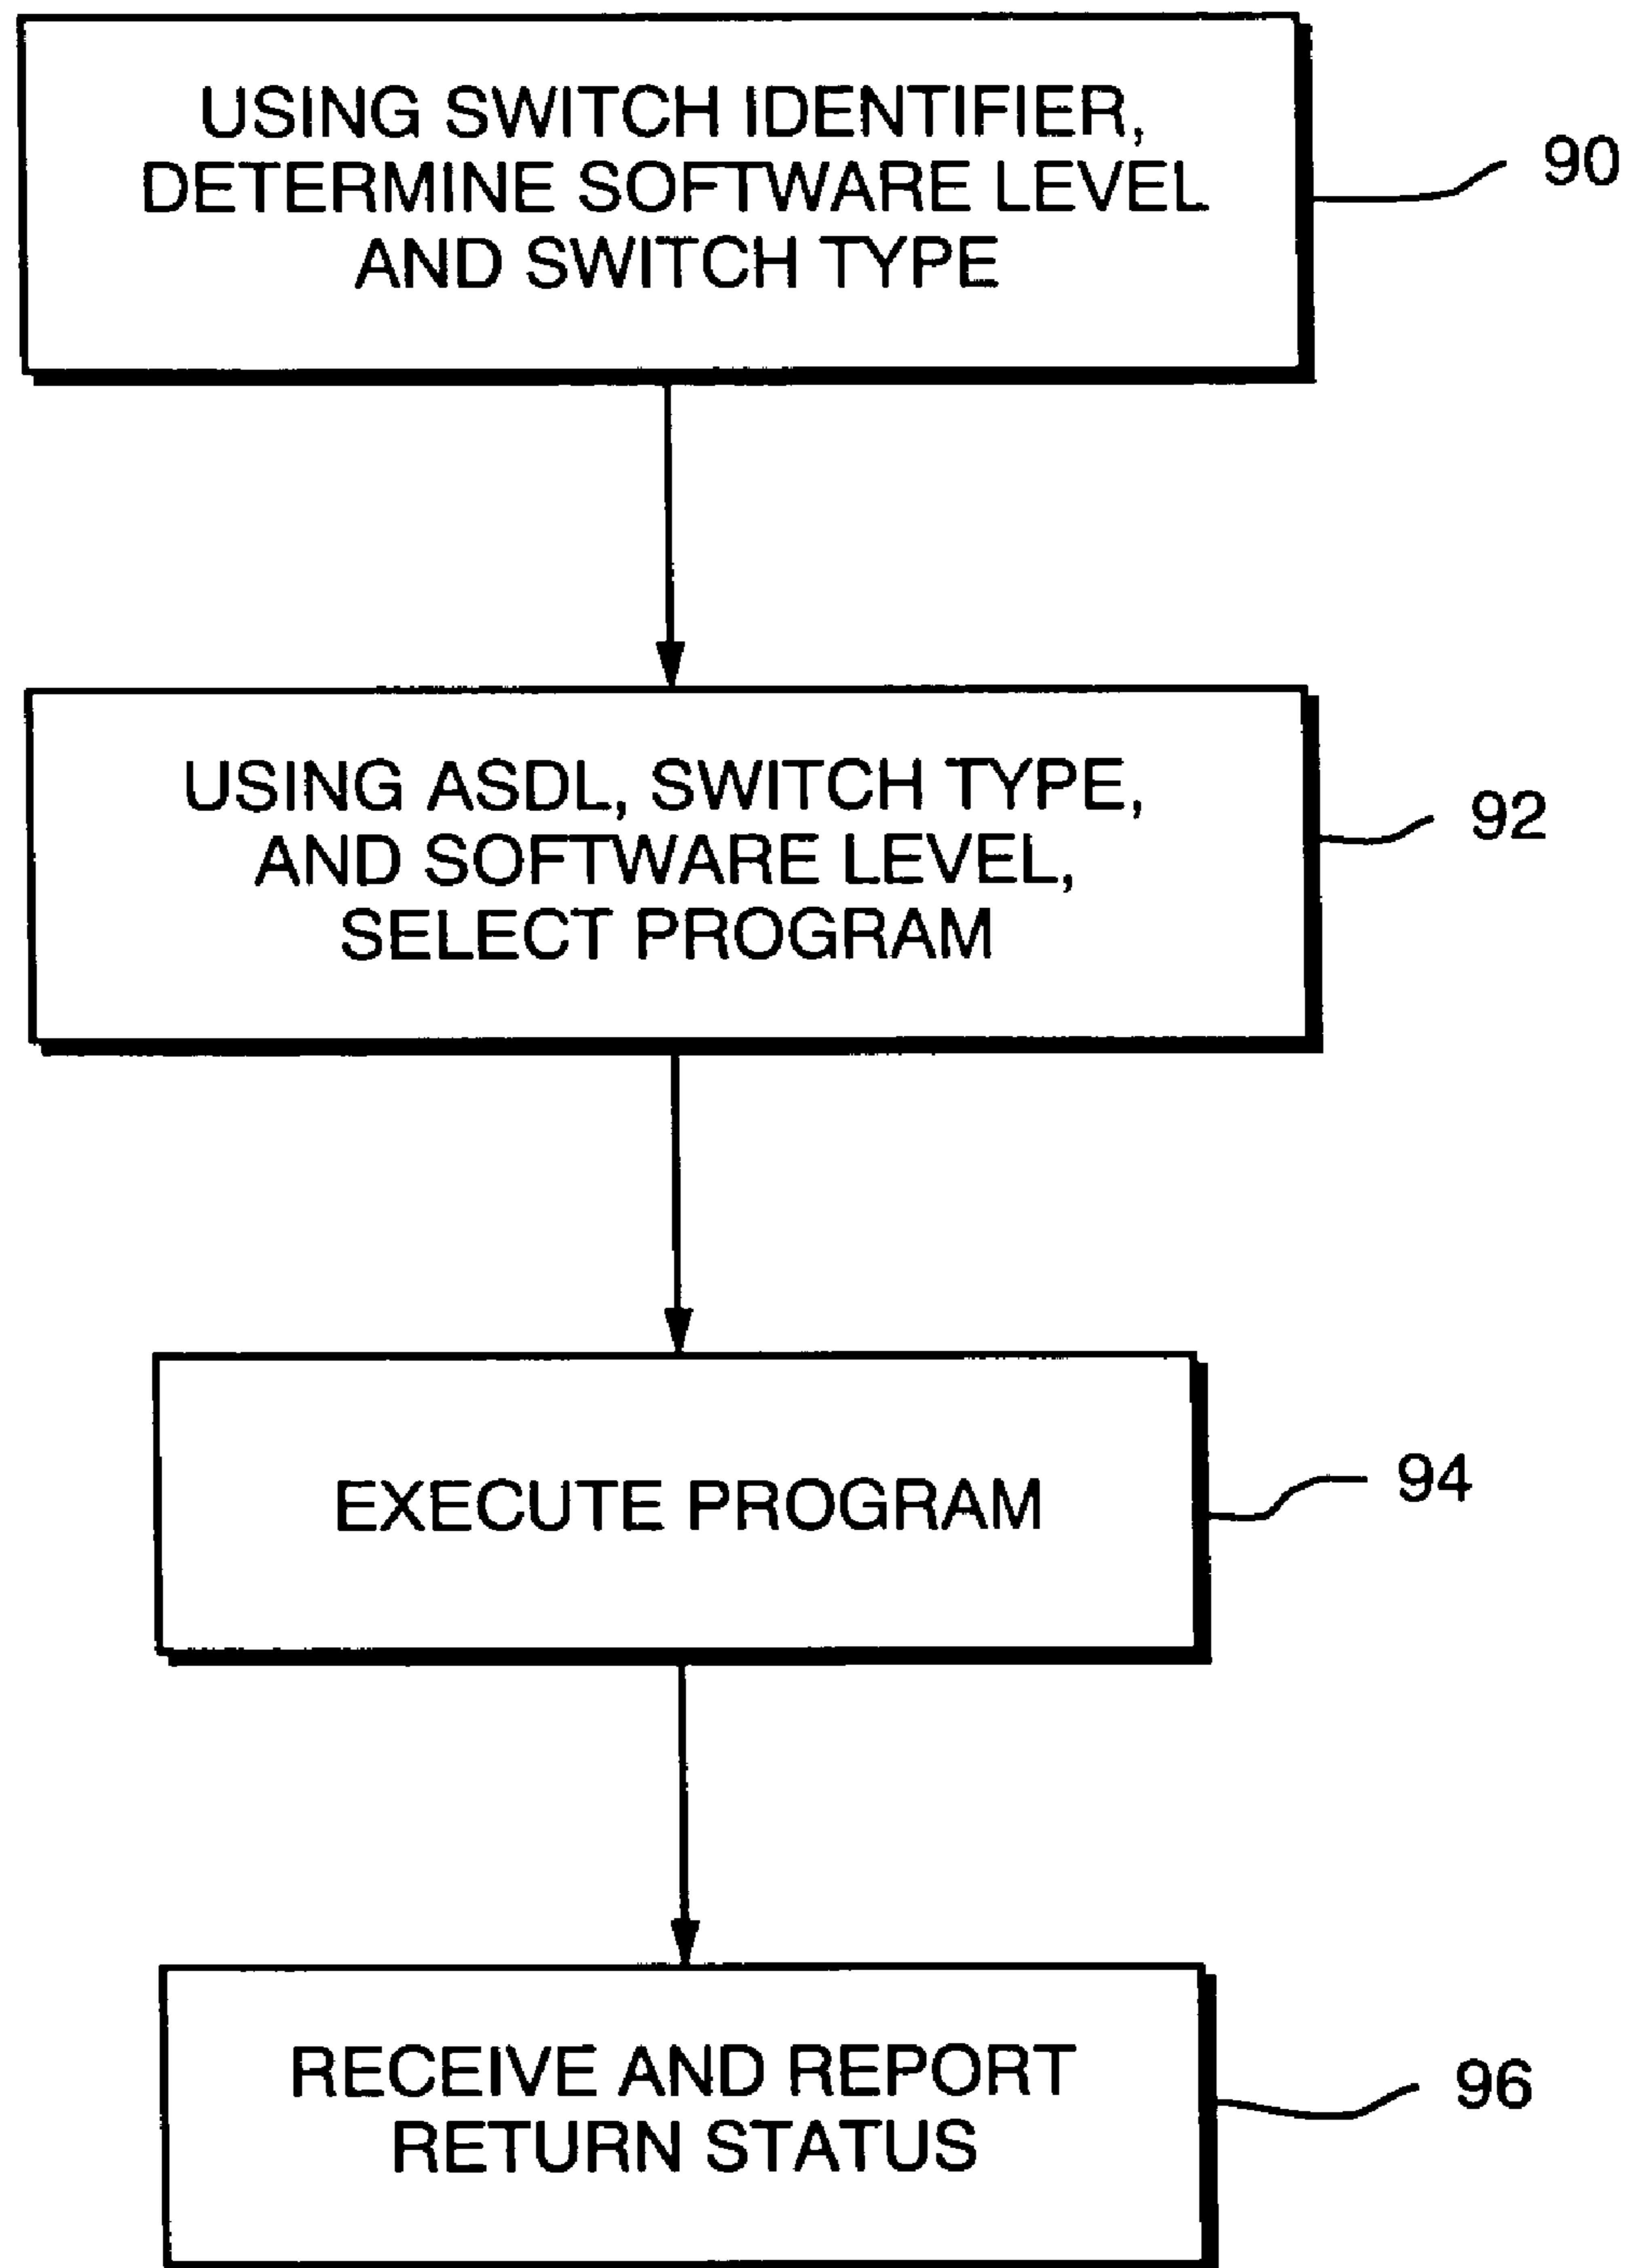 USING SWITCH IDENTIFIER,
DETERMINE SOFTWARE LEVEL
AND SWITCH TYPE
90
USING ASDL, SWITCH TYPE,
AND SOFTWARE LEVEL,
SELECT PROGRAM
92
EXECUTE PROGRAM
94
RECEIVE AND REPORT
RETURN STATUS
96